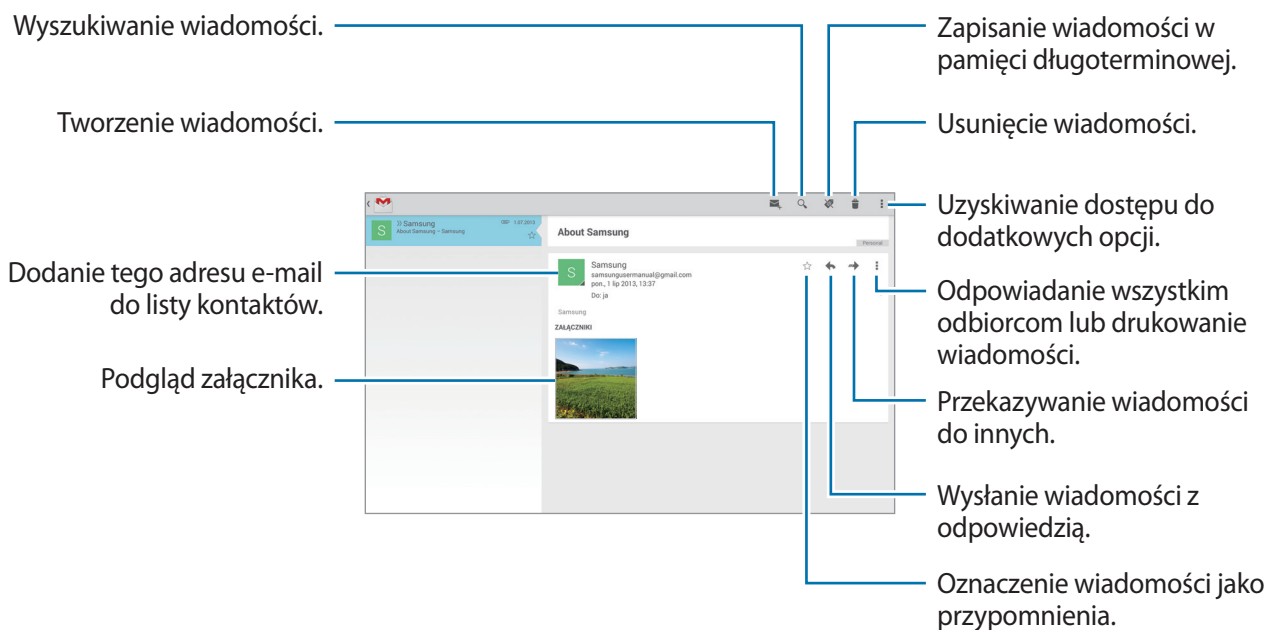 Wyszukiwanie wiadomości.
Tworzenie wiadomości.
Dodanie tego adresu e-mail
do listy kontaktów.
Podgląd załącznika.
S
Samsung
1.07.2013
About Samsung – Samsung
About Samsung
Personal
S
Samsung
samsungusermanual@gmail.com
pon., 1 lip 2013, 13:37
Do: ja
Samsung
ZAŁĄCZNIKI
Zapisanie wiadomości w
pamięci długoterminowej.
Usunięcie wiadomości.
Uzyskiwanie dostępu do
dodatkowych opcji.
Odpowiadanie wszystkim
odbiorcom lub drukowanie
wiadomości.
Przekazywanie wiadomości
do innych.
Wysłanie wiadomości z
odpowiedzią.
Oznaczenie wiadomości jako
przypomnienia.